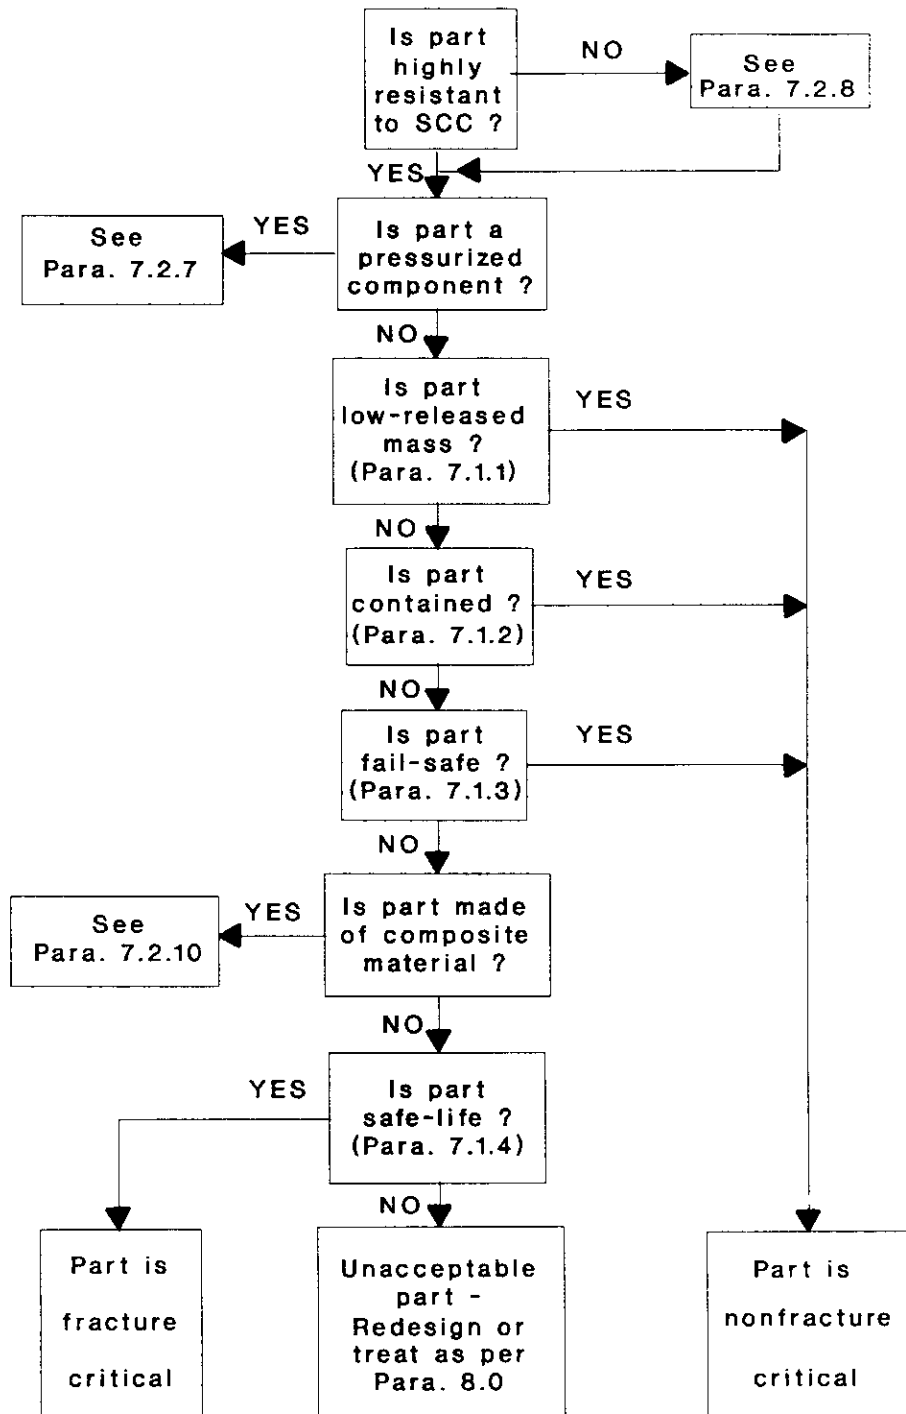 Is part
highly
resistant
to SCC ?
NO
See
Para. 7.2.8
YES
Is part a
pressurized
component ?
YES
See
Para. 7.2.7
NO
Is part
low-released
mass ?
(Para. 7.1.1)
YES
NO
Is part
contained ?
(Para. 7.1.2)
YES
NO
Is part
fail-safe ?
(Para. 7.1.3)
YES
NO
Is part made
of composite
material ?
YES
See
Para. 7.2.10
NO
Is part
safe-life ?
(Para. 7.1.4)
YES
NO
Part is
fracture
critical
Unacceptable
part -
Redesign or
treat as per
Para. 8.0
Part is
nonfracture
critical